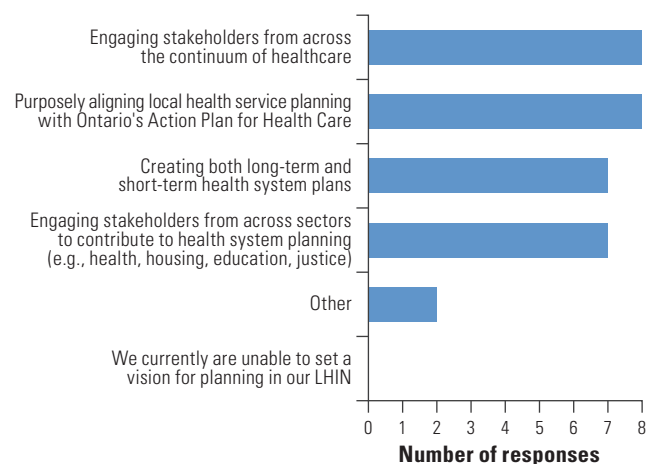 Engaging stakeholders from across
the continuum of healthcare
Purposely aligning local health service planning
with Ontario's Action Plan for Health Care
Creating both long-term and
short-term health system plans
Engaging stakeholders from across sectors
to contribute to health system planning
(e.g., health, housing, education, justice)
Other
We currently are unable to set a
vision for planning in our LHIN
0 1 2 3 4 5 6 7 8
Number of responses